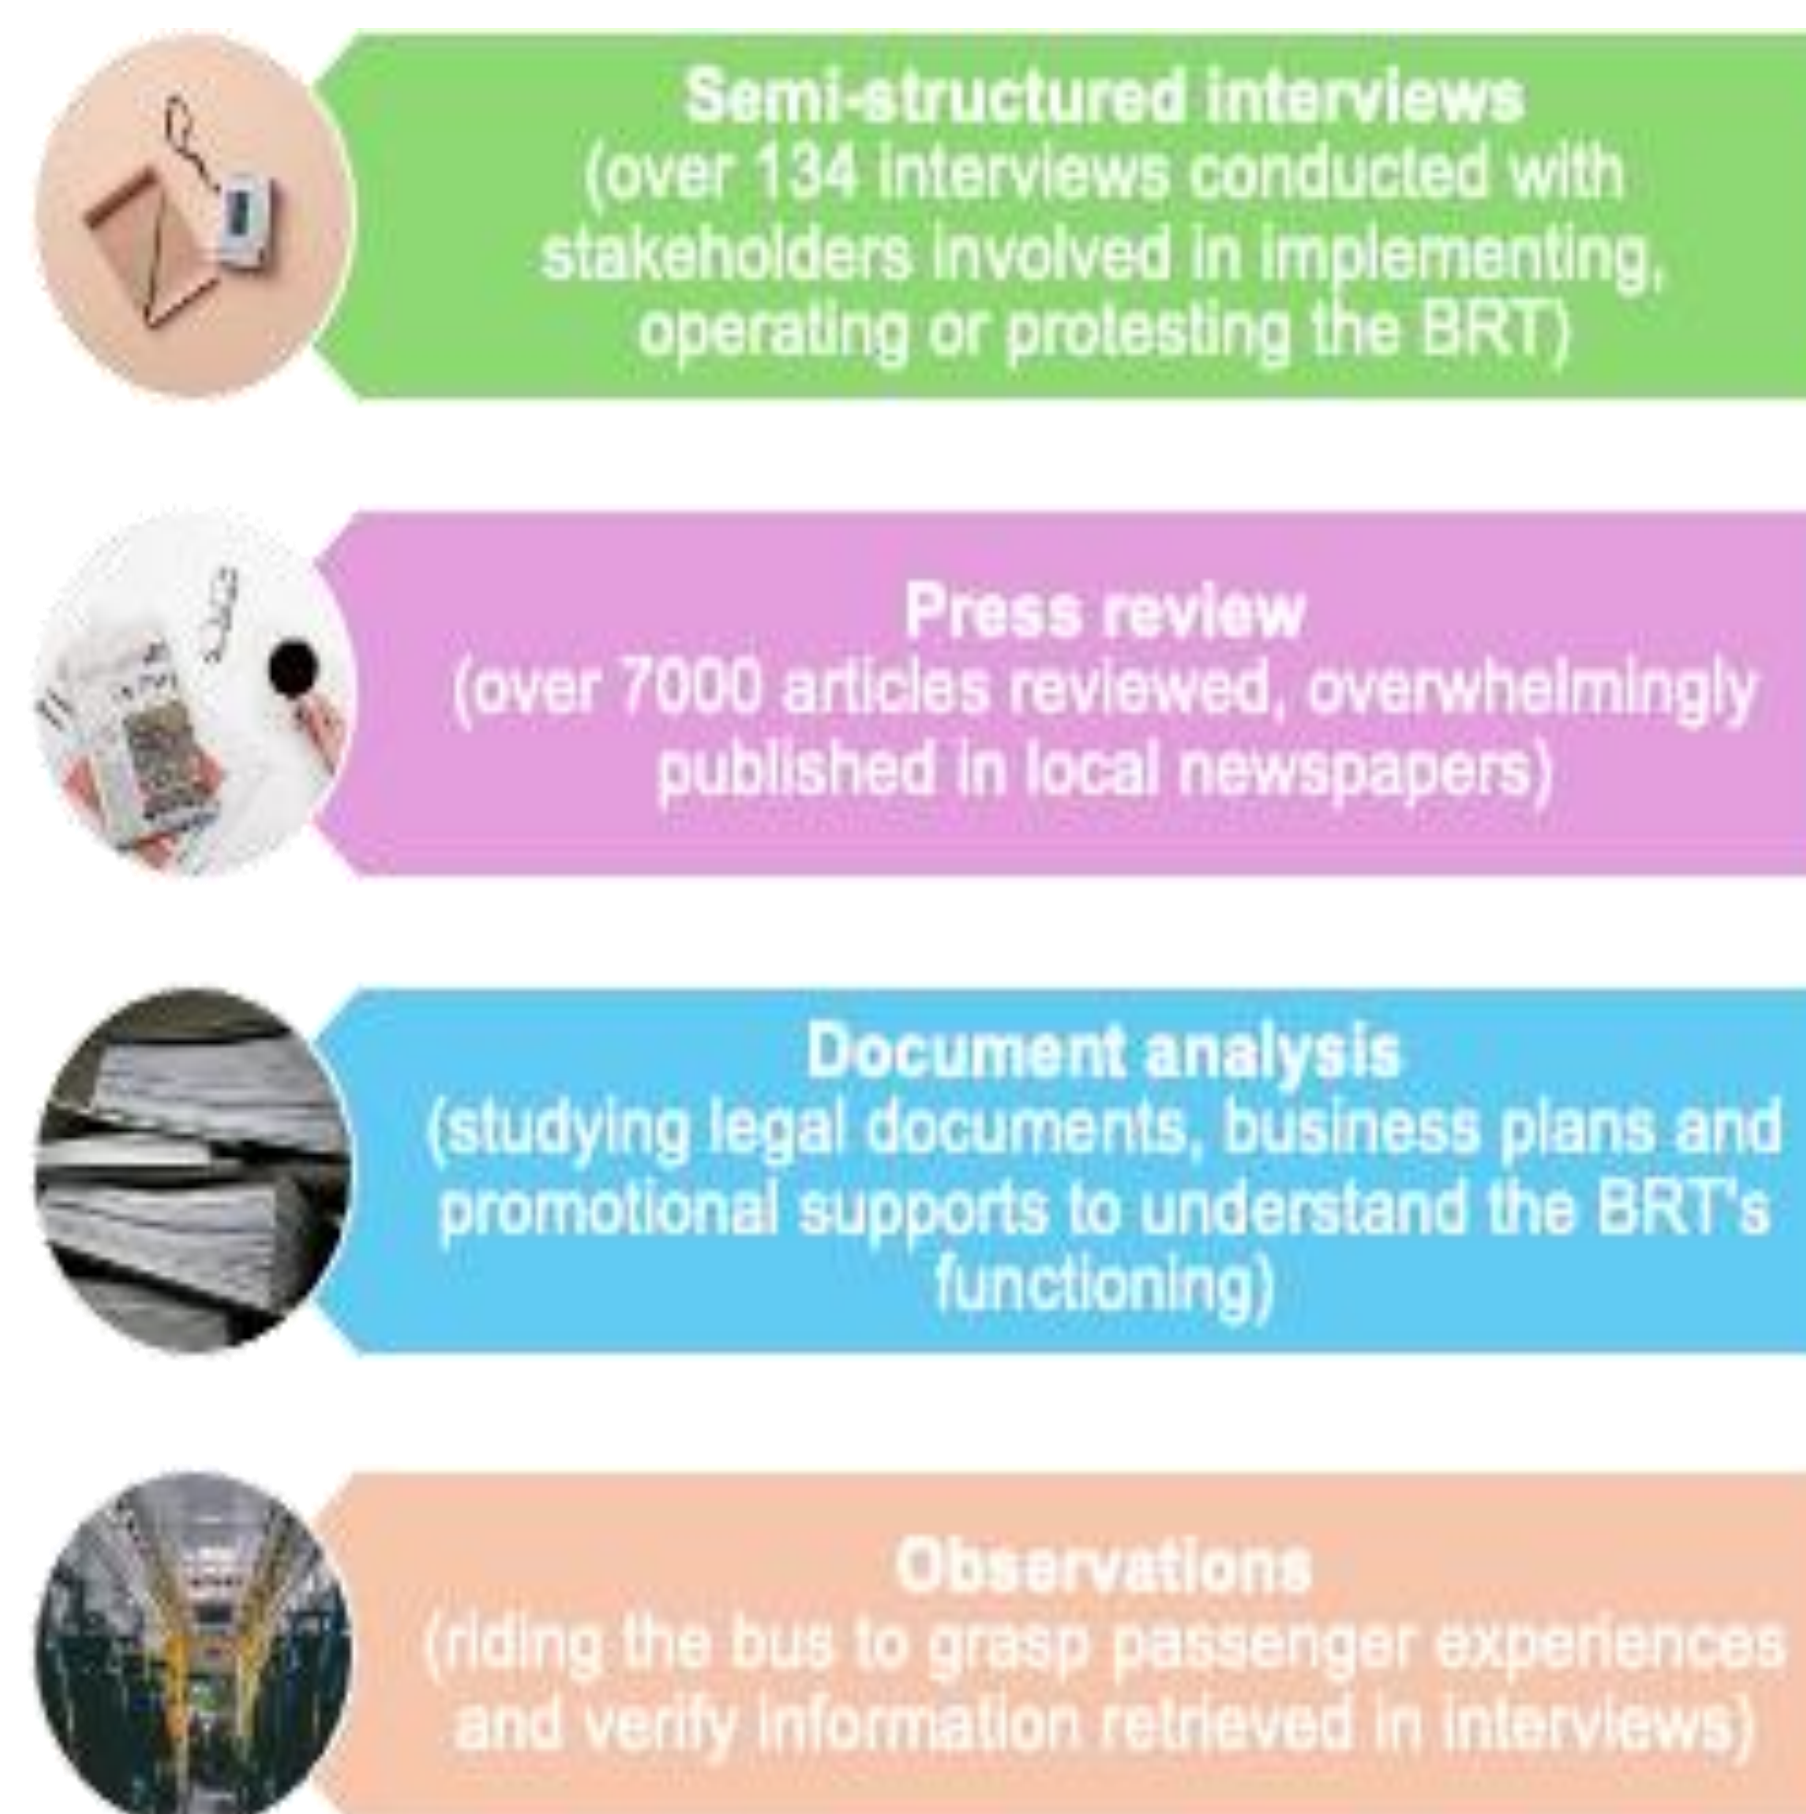 Semi-structured interviews
(over 134 interviews conducted with
stakeholders involved in implementing,
operating or protesting the BRT)
Press review
(over 7000 articles reviewed, overwhelmingly
published in local newspapers)
Document analysis
(studying legal documents, business plans and
promotional supports to understand the BRT's
functioning)
Observations
(riding the bus to grasp passenger experiences
and verify information retrieved in interviews)